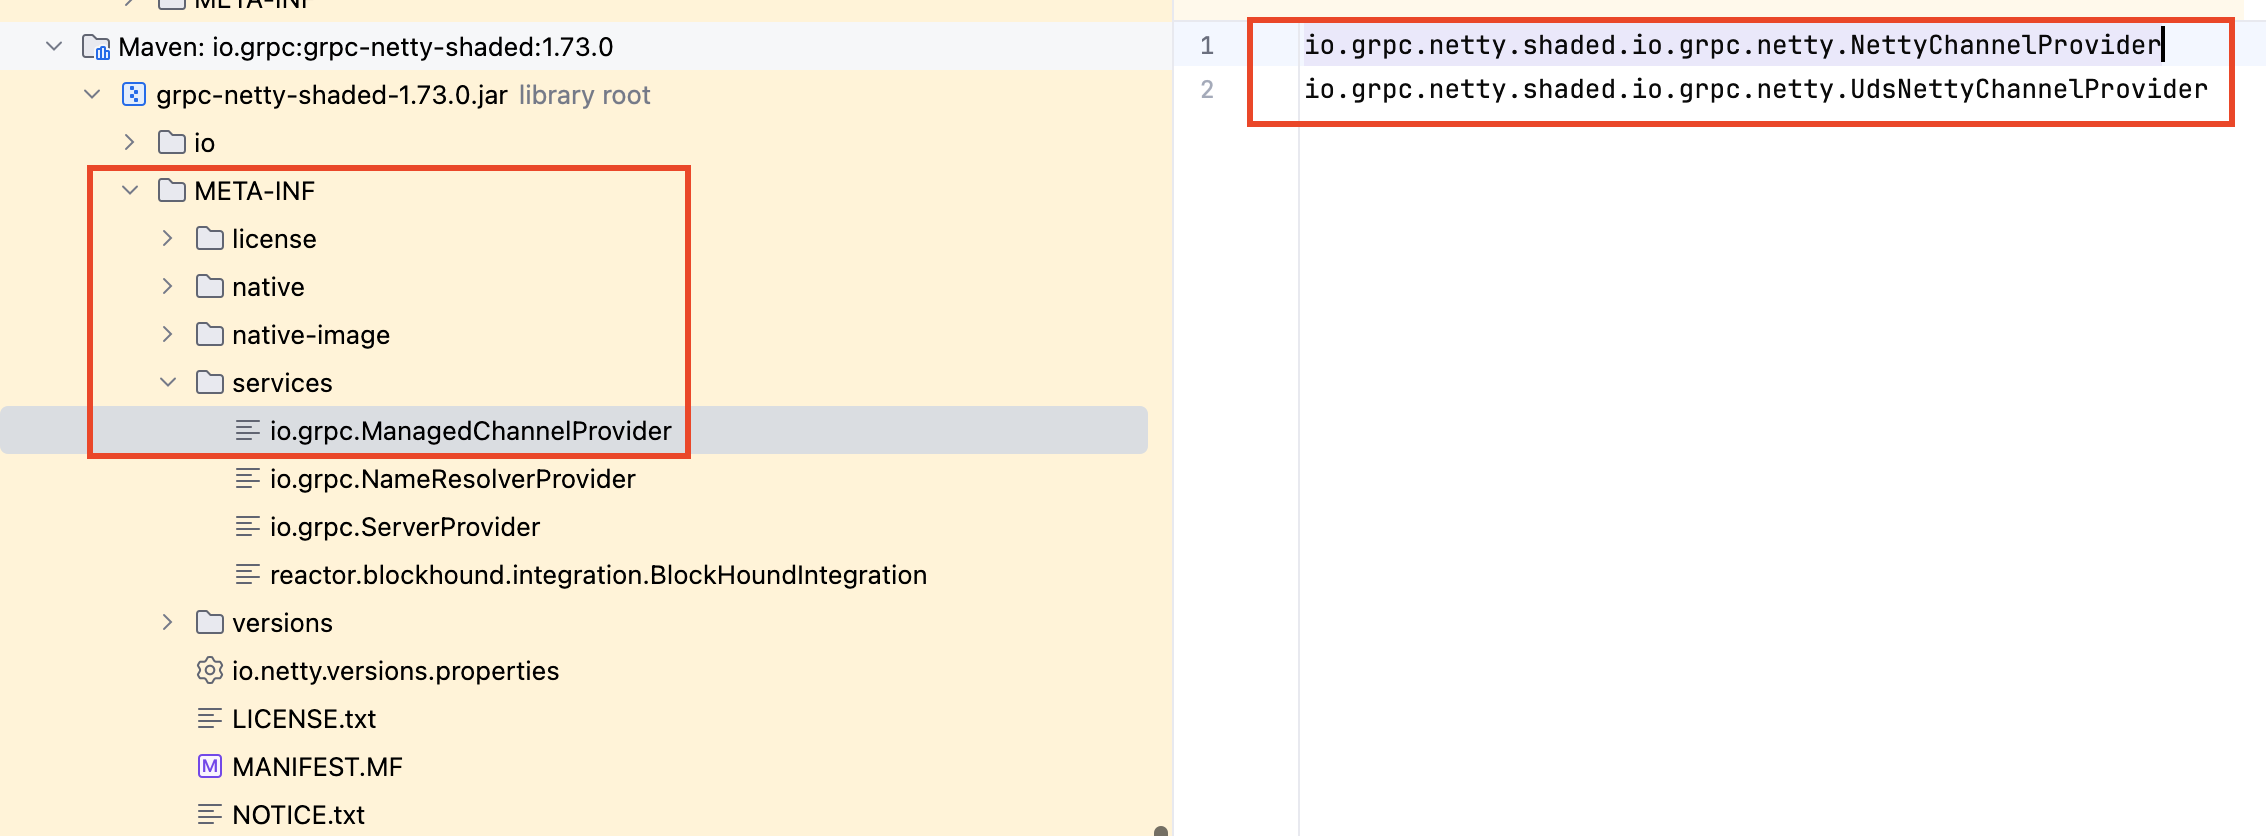 META-INF
Maven: io.grpc:grpc-netty-shaded:1.73.0
grpc-netty-shaded-1.73.0.jar library root
io
META-INF
license
native
native-image
services
io.grpc.ManagedChannelProvider
io.grpc.NameResolverProvider
io.grpc.ServerProvider
reactor.blockhound.integration.BlockHoundIntegration
versions
io.netty.versions.properties
LICENSE.txt
MANIFEST.MF
NOTICE.txt
1 io.grpc.netty.shaded.io.grpc.netty.NettyChannelProvider
2 io.grpc.netty.shaded.io.grpc.netty.UdsNettyChannelProvider